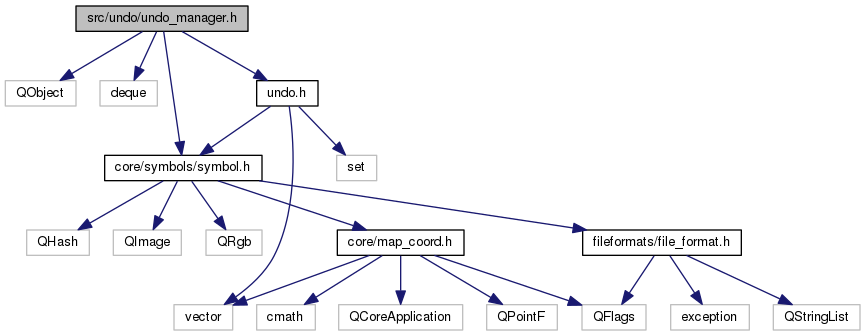 src/undo/undo_manager.h
QObject
deque
undo.h
core/symbols/symbol.h
set
QHash
QImage
QRgb
core/map_coord.h
fileformats/file_format.h
vector
cmath
QCoreApplication
QPointF
QFlags
exception
QStringList